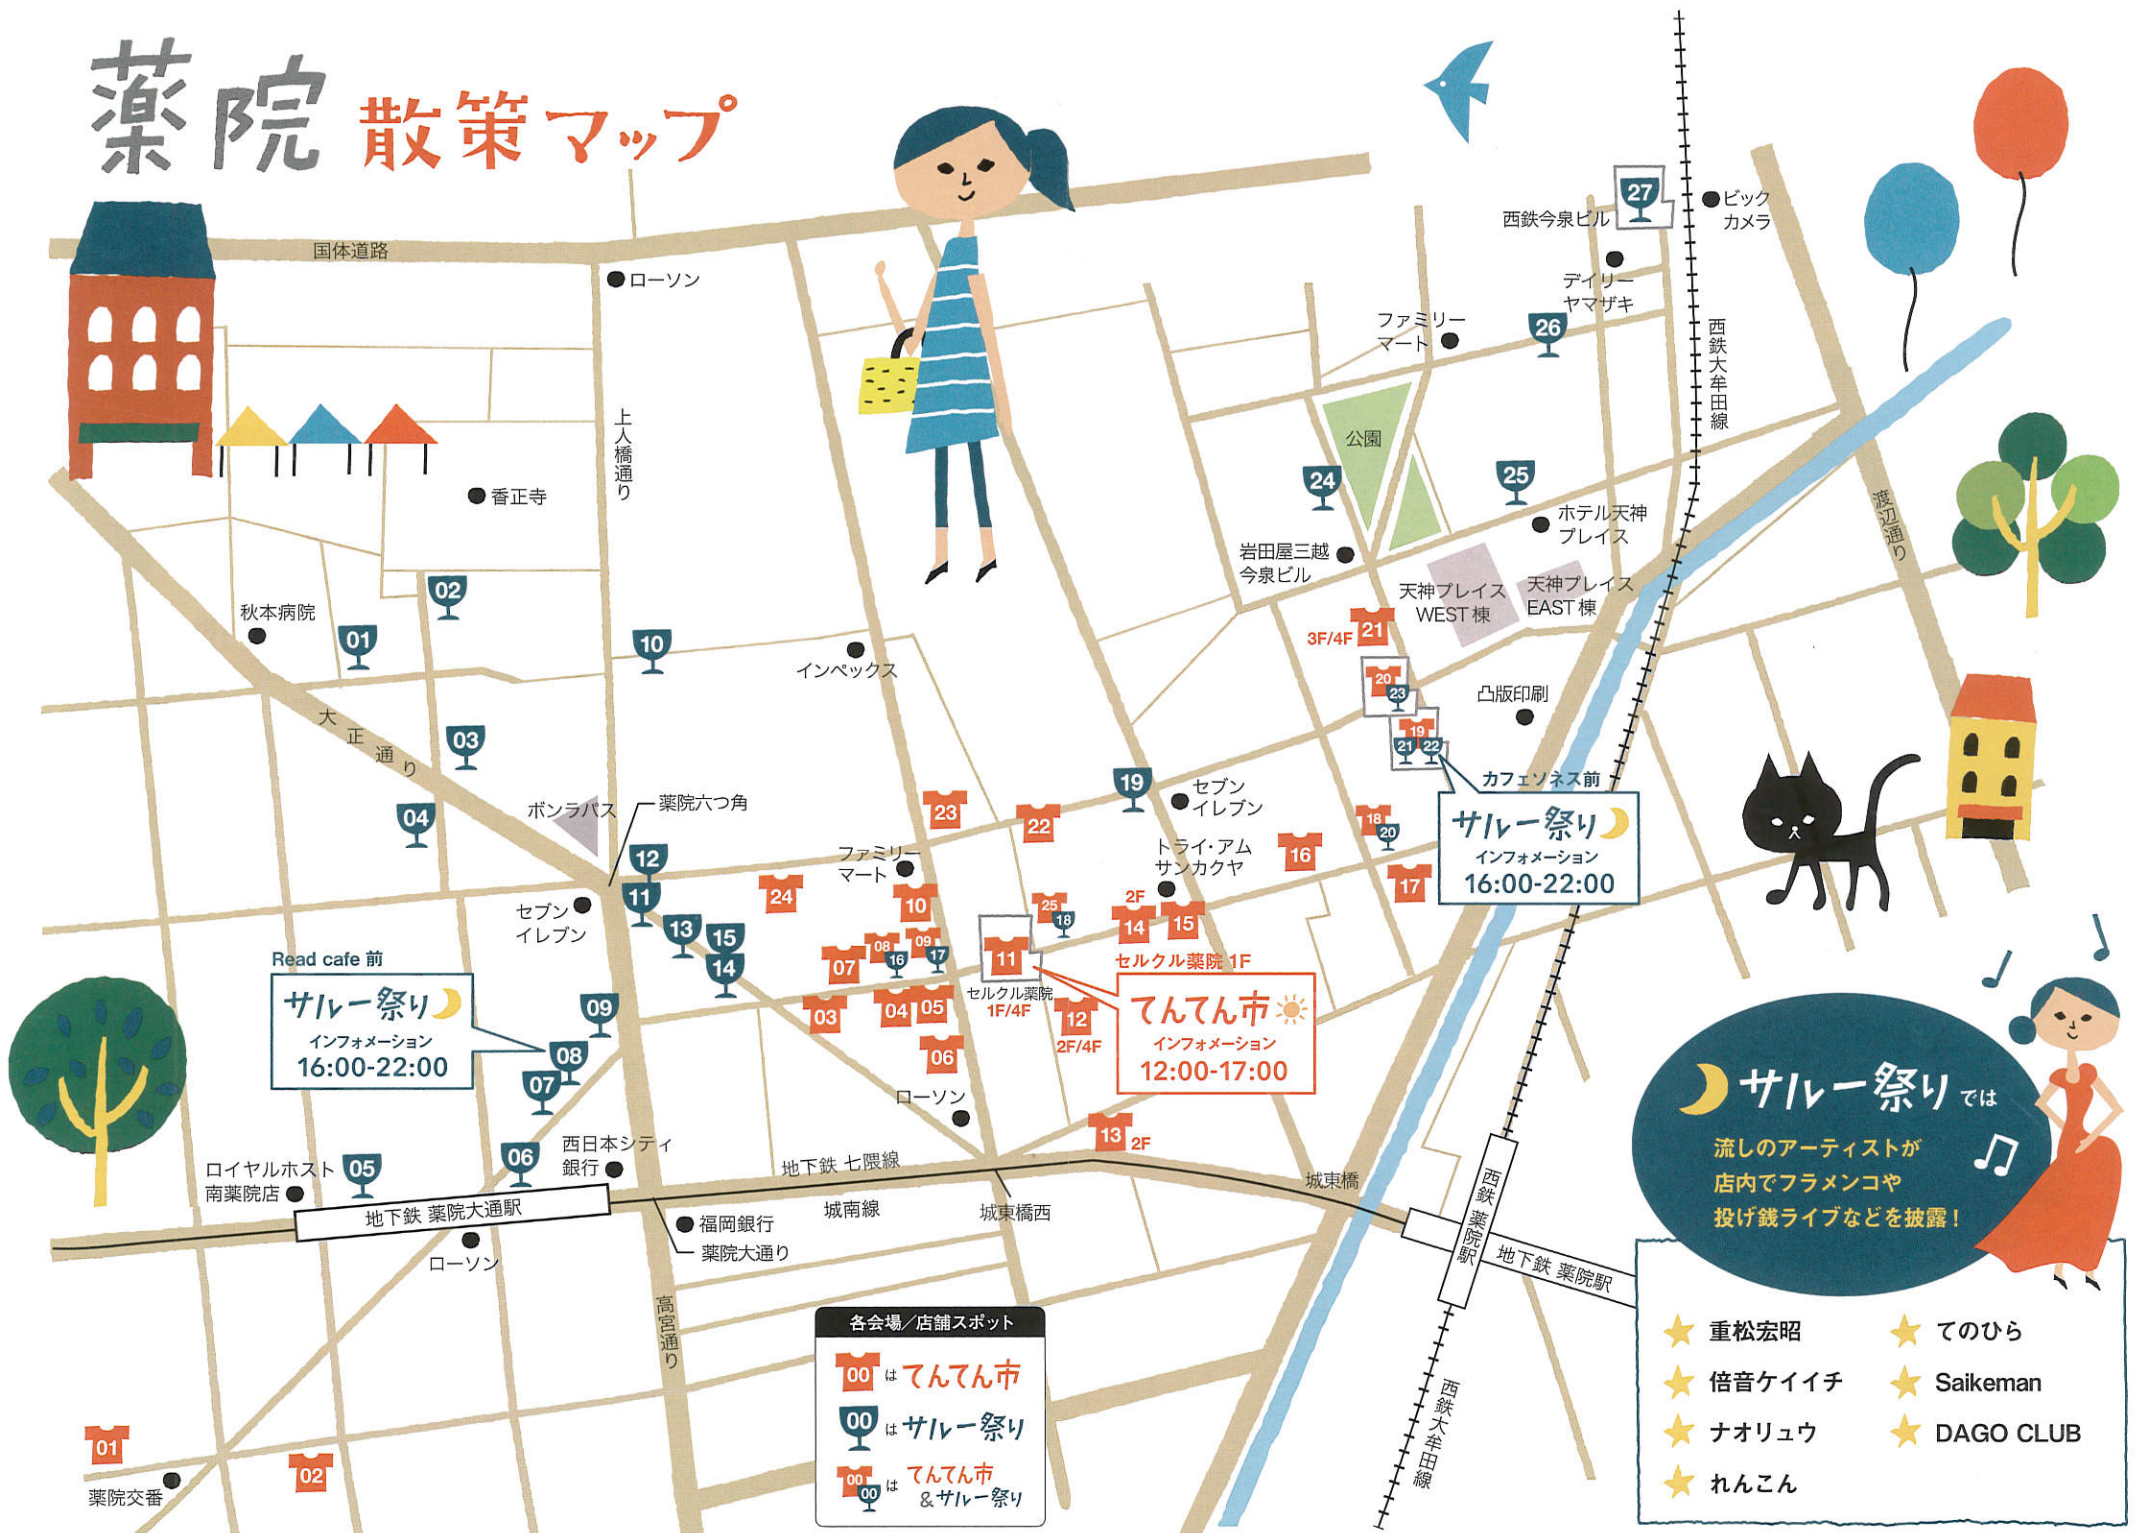 薬院 散策マップ
国体道路
ローソン
上人橋通り
香正寺
秋本病院
01
02
10
インペックス
大正通り
03
04
ボンラパス
薬院六つ角
12
11
13
15
14
セブン
イレブン
Read cafe 前
サルー祭り
インフォメーション
16:00-22:00
09
08
07
06
05
ロイヤルホスト
南薬院店
西日本シティ
銀行
地下鉄 薬院大通駅
ローソン
地下鉄 七隈線
城南線
福岡銀行
薬院大通り
高宮通り
城東橋西
城東橋
01
薬院交番
02
西鉄今泉ビル
27
ビック
カメラ
デイリー
ヤマザキ
ファミリー
マート
26
西鉄大牟田線
公園
24
25
ホテル天神
プレイス
岩田屋三越
今泉ビル
天神プレイス
WEST棟
天神プレイス
EAST棟
渡辺通り
3F/4F
21
20
23
19
21
22
凸版印刷
カフェソネス前
サルー祭り
インフォメーション
16:00-22:00
19
セブン
イレブン
23
22
ファミリー
マート
24
トライ・アム
サンカクヤ
16
18
20
17
10
25
18
2F
14
15
07
08
16
09
17
11
セルクル薬院
1F/4F
03
04
05
06
12
2F/4F
セルクル薬院 1F
てんてん市
インフォメーション
12:00-17:00
ローソン
13
2F
西鉄 薬院駅
地下鉄 薬院駅
西鉄大牟田線
各会場／店舗スポット
00 は てんてん市
00 は サルー祭り
00 00 は てんてん市
&サルー祭り
サルー祭り では
流しのアーティストが
店内でフラメンコや
投げ銭ライブなどを披露！
重松宏昭
倍音ケイイチ
ナオリュウ
れんこん
てのひら
Saikeman
DAGO CLUB